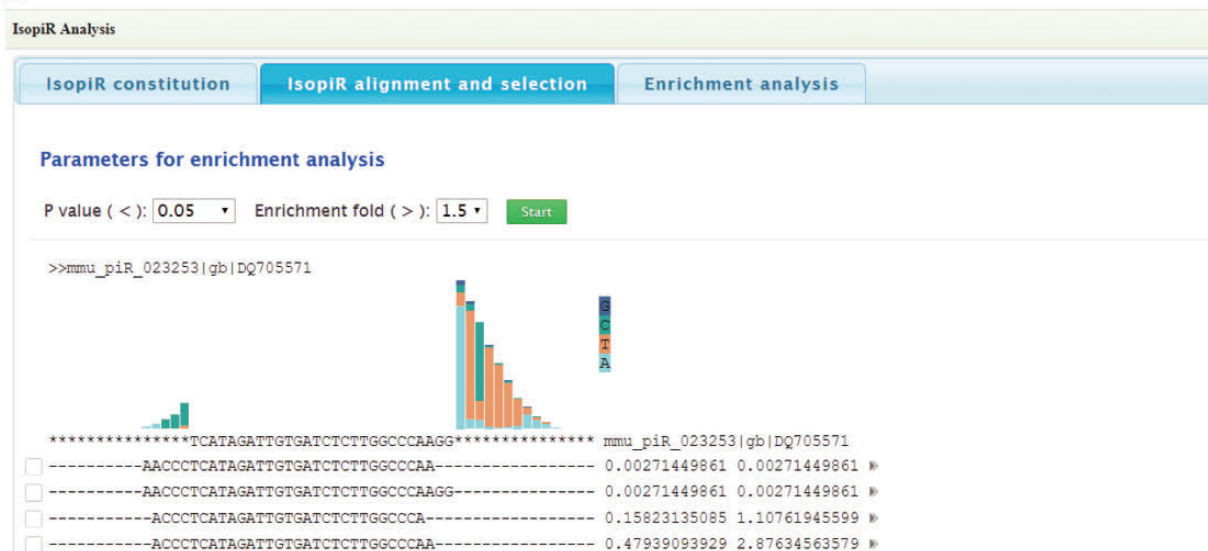 IsopiR Analysis
IsopiR constitution IsopiR alignment and selection Enrichment analysis
Parameters for enrichment analysis
P value ( < ): 0.05 Enrichment fold ( > ): 1.5 Start
>>mmu_piR_023253|gb|DQ705571
G
C
T
A
***************TCATAGATTGTGATCTCTTGGCCCAAGG*************** mmu_piR_023253|gb|DQ705571
----------AACCCTCATAGATTGTGATCTCTTGGCCCAA----------------- 0.00271449861 0.00271449861
----------AACCCTCATAGATTGTGATCTCTTGGCCCAAGG--------------- 0.00271449861 0.00271449861
-----------ACCCTCATAGATTGTGATCTCTTGGCCCA------------------ 0.15823135085 1.10761945599
-----------ACCCTCATAGATTGTGATCTCTTGGCCCAA----------------- 0.47939093929 2.87634563579